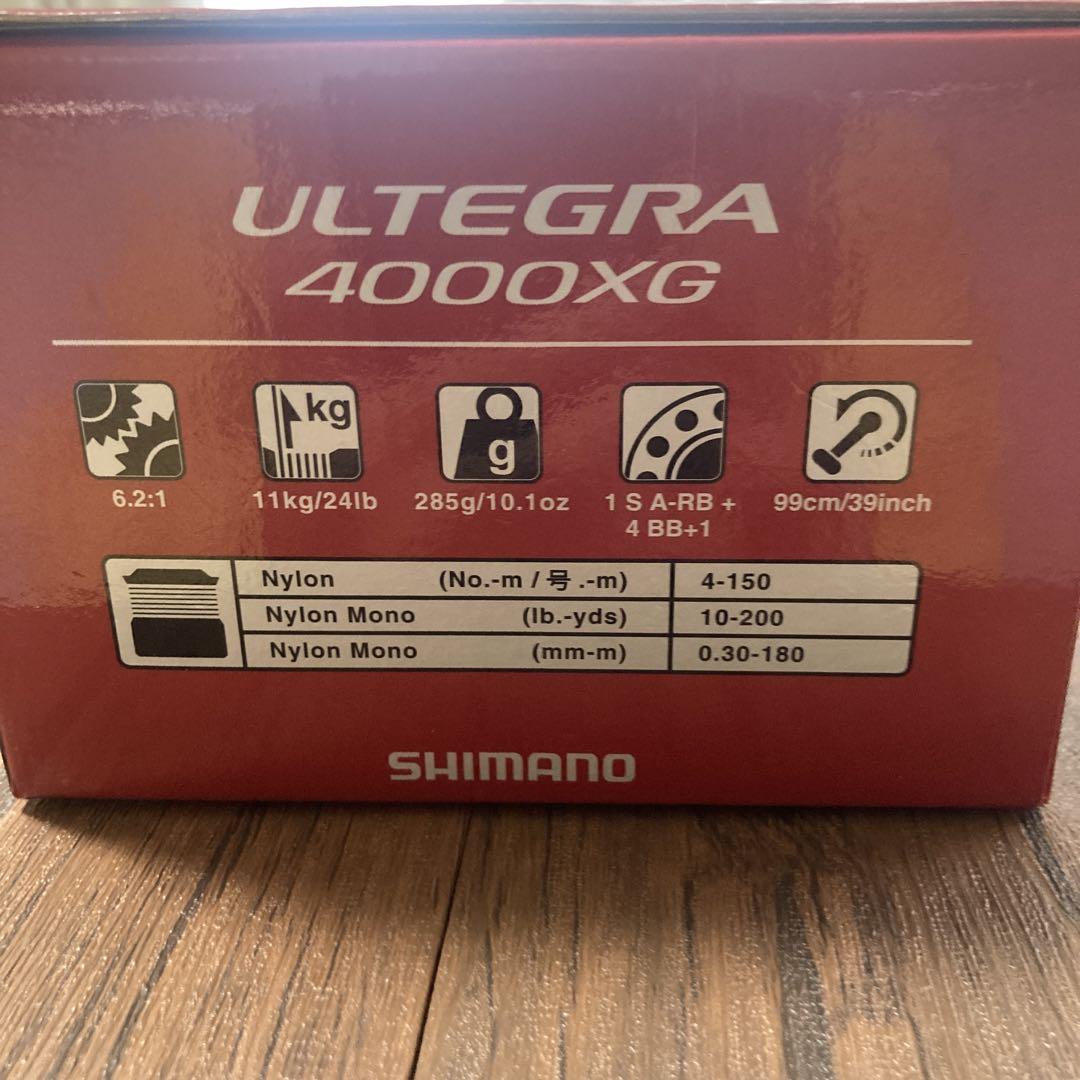 ULTEGRA
4000XG
kg
g
6.2:1
11kg/24lb
285g/10.1oz
1 S A-RB +
4 BB+1
99cm/39inch
Nylon (No.-m / 号 .-m) 4-150
Nylon Mono (lb.-yds) 10-200
Nylon Mono (mm-m) 0.30-180
SHIMANO